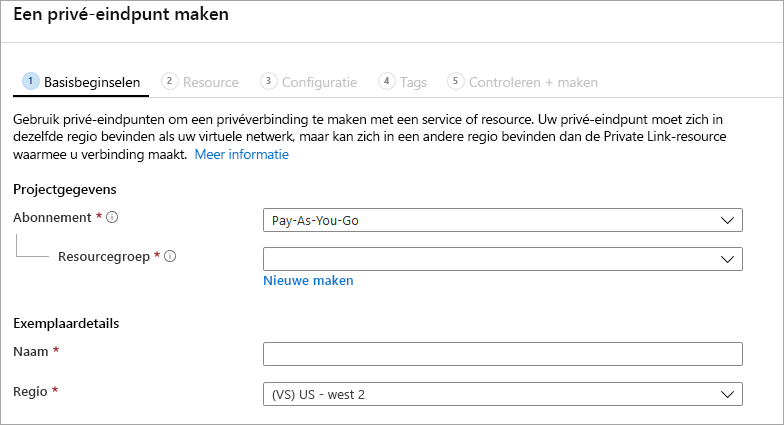 Een privé-eindpunt maken
1 Basisbeginselen 2 Resource 3 Configuratie 4 Tags 5 Controleren + maken
Gebruik privé-eindpunten om een privéverbinding te maken met een service of resource. Uw privé-eindpunt moet zich in
dezelfde regio bevinden als uw virtuele netwerk, maar kan zich in een andere regio bevinden dan de Private Link-resource
waarmee u verbinding maakt. Meer informatie
Projectgegevens
Abonnement * Pay-As-You-Go
Resourcegroep *
Nieuwe maken
Exemplaardetails
Naam *
Regio * (VS) US - west 2